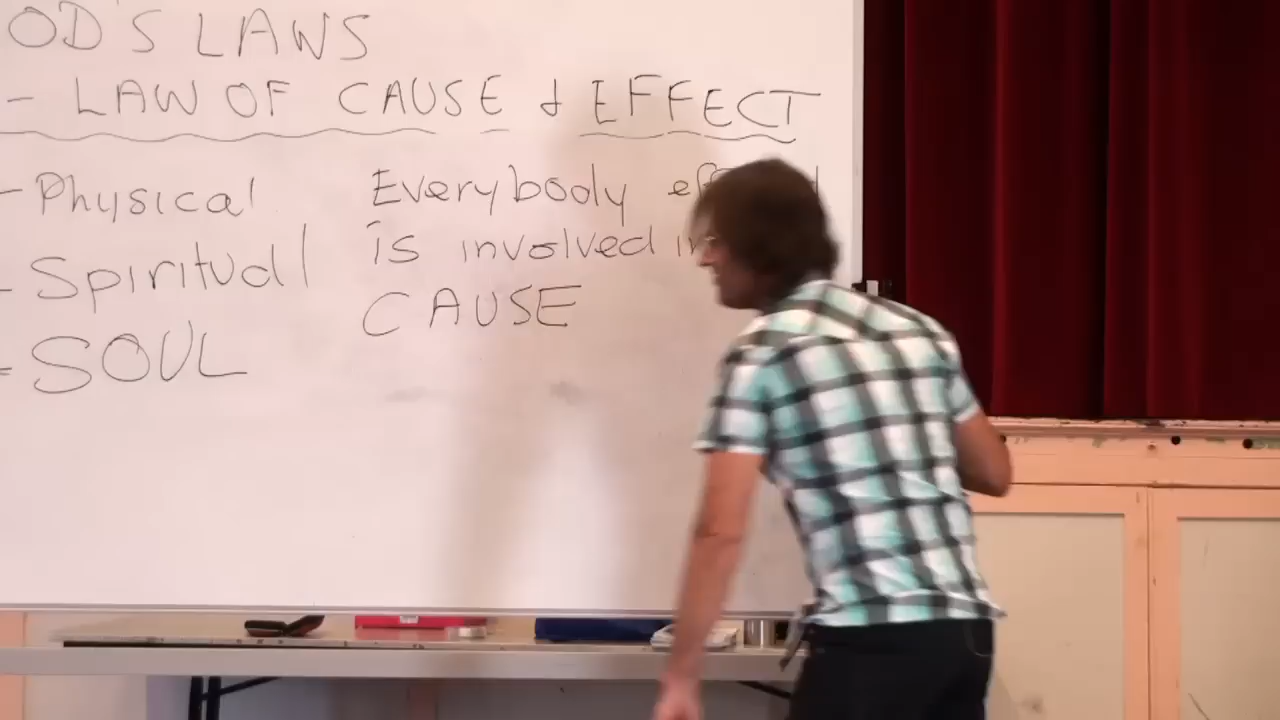 OD'S LAWS
- LAW OF CAUSE & EFFECT
- Physical
- Spiritual
- SOUL
Everybody
is involved
CAUSE